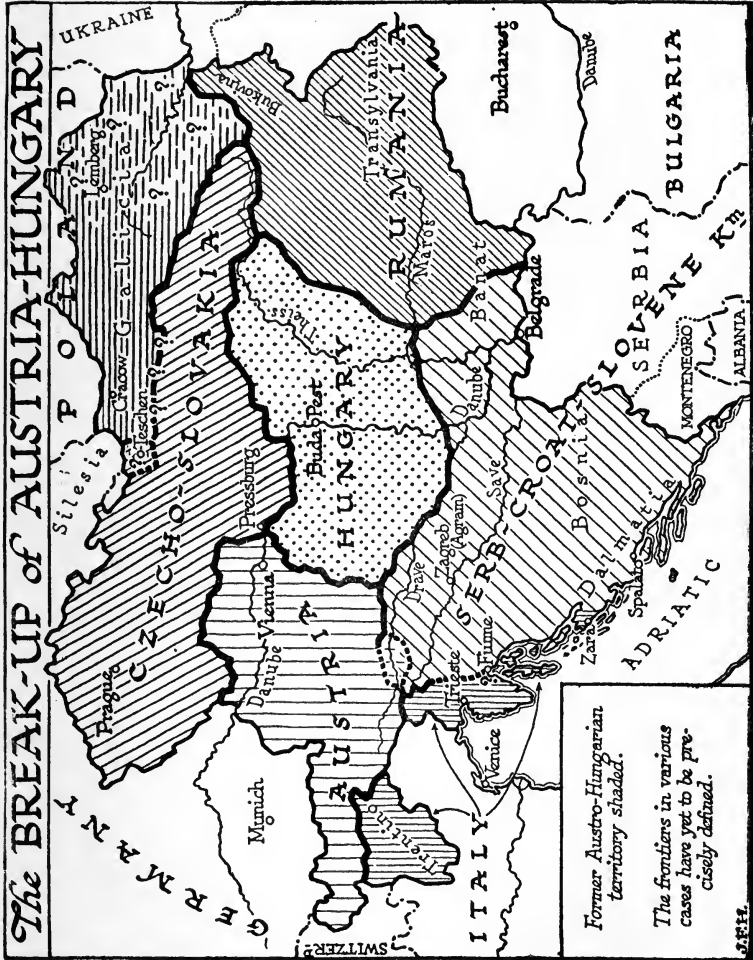 The BREAK-UP of AUSTRIA-HUNGARY
GERMANY
Silesia
POLAND
UKRAINE
Prague
CZECHO-SLOVAKIA
Teschen
Cracow
Galizcia
Lemberg
? ? ? ? ?
Munich
Danube
Vienna
Pressburg
Bukovina
SWITZERD
AUSTRIA
Buda Pest
HUNGARY
Theiss
Transylvania
RUMANIA
Maros
Trentino
ITALY
Venice
Trieste
Fiume
Drave
Zagreb
(Agram)
Save
Danube
Banat
Belgrade
Bucharest
Danube
SERB-CROAT-SLOVENE Km
Bosnia
Dalmatia
Zara
Spalato
ADRIATIC
SERBIA
MONTENEGRO
ALBANIA
BULGARIA
Former Austro-Hungarian
territory shaded.
The frontiers in various
cases have yet to be pre-
cisely defined.
J.F.H.